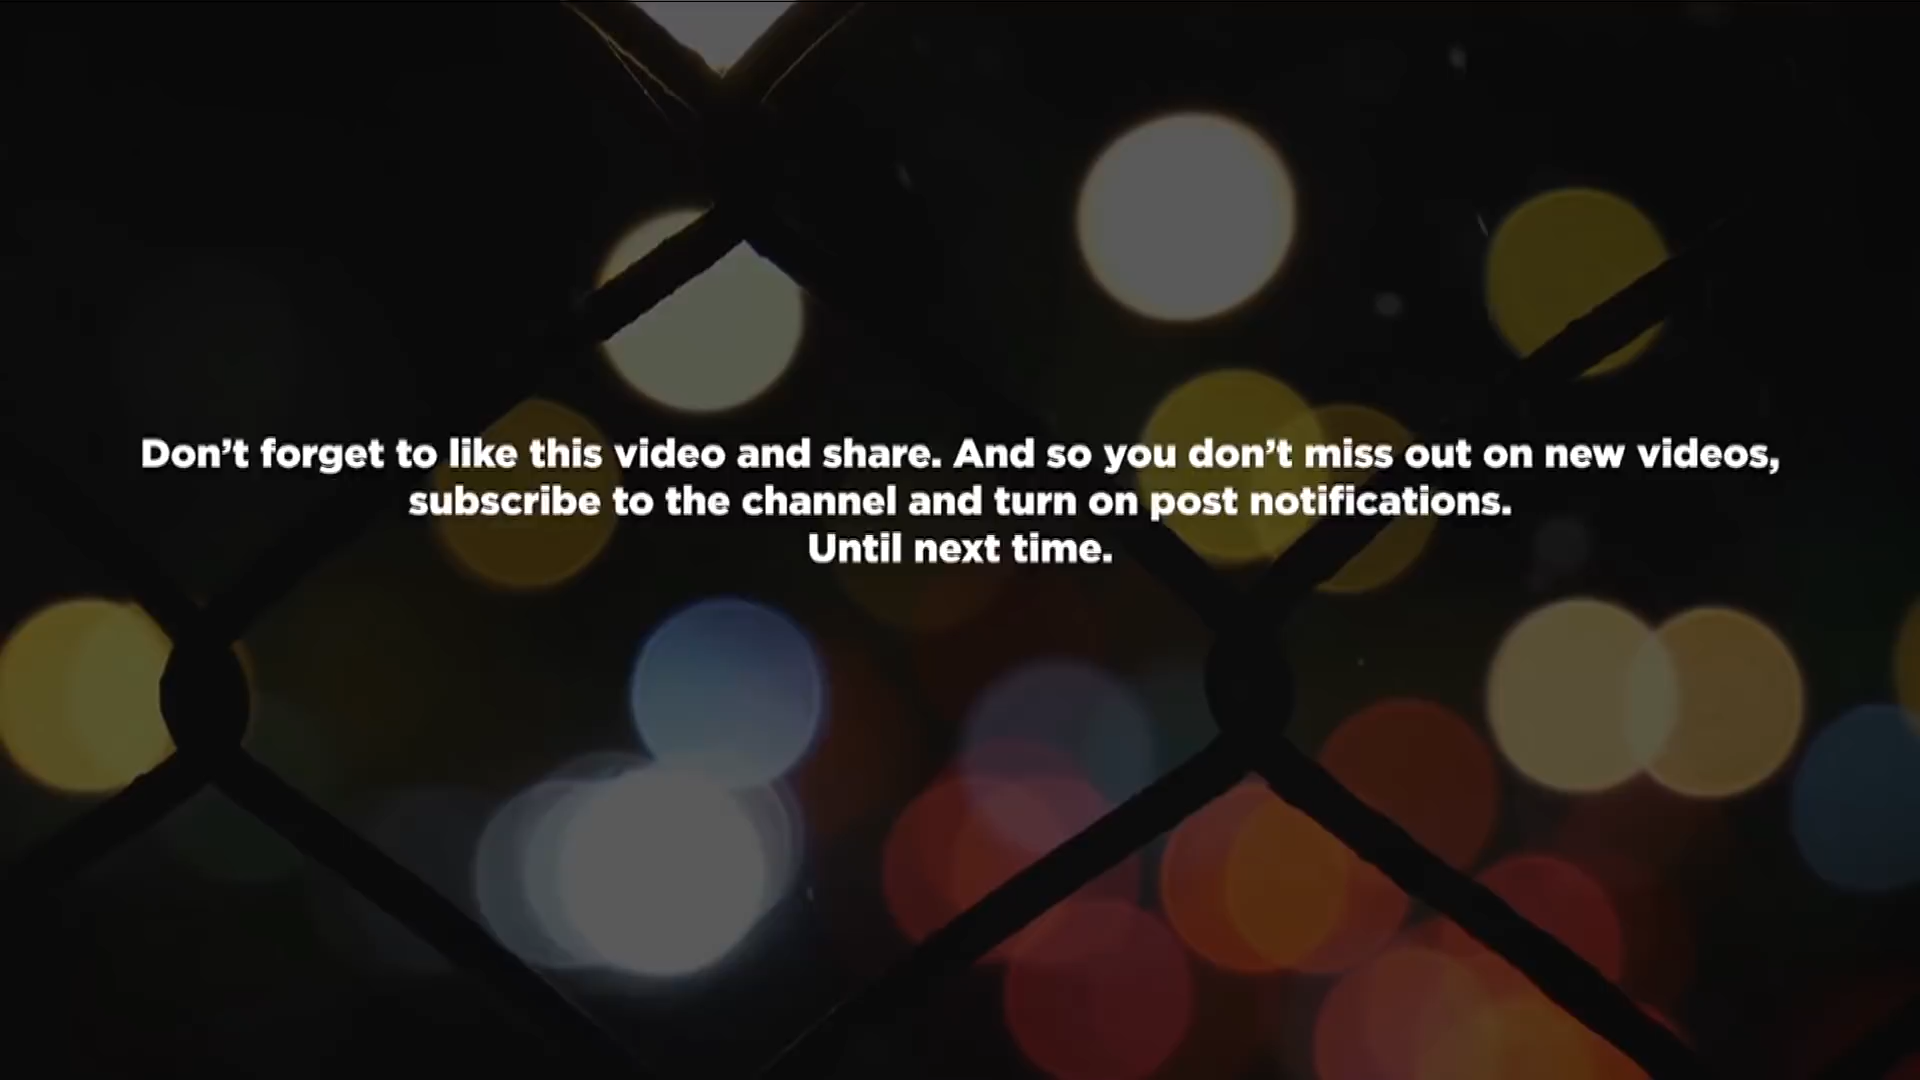 Don’t forget to like this video and share. And so you don’t miss out on new videos,
subscribe to the channel and turn on post notifications.
Until next time.